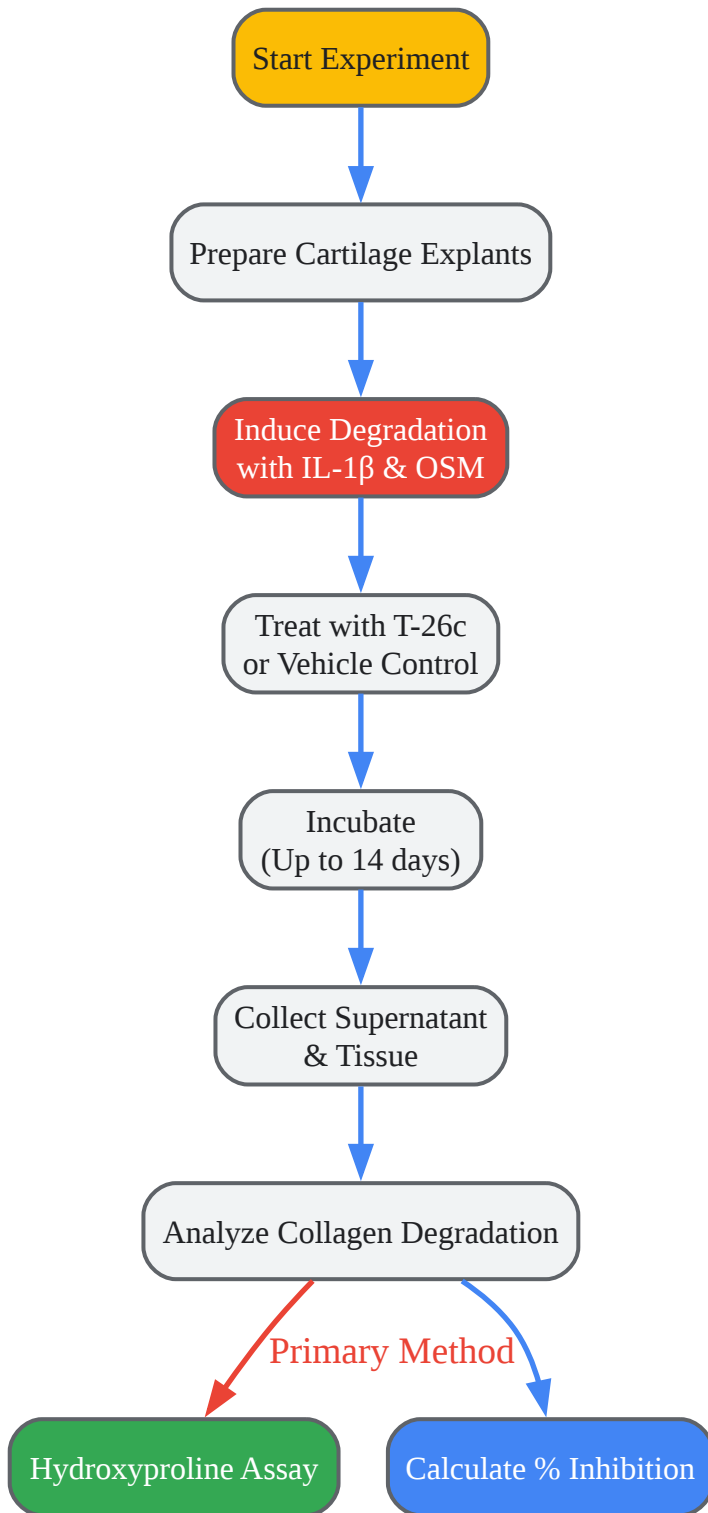 Start Experiment
Prepare Cartilage Explants
Induce Degradation
with IL-1β & OSM
Treat with T-26c
or Vehicle Control
Incubate
(Up to 14 days)
Collect Supernatant
& Tissue
Analyze Collagen Degradation
Primary Method
Hydroxyproline Assay
Calculate % Inhibition